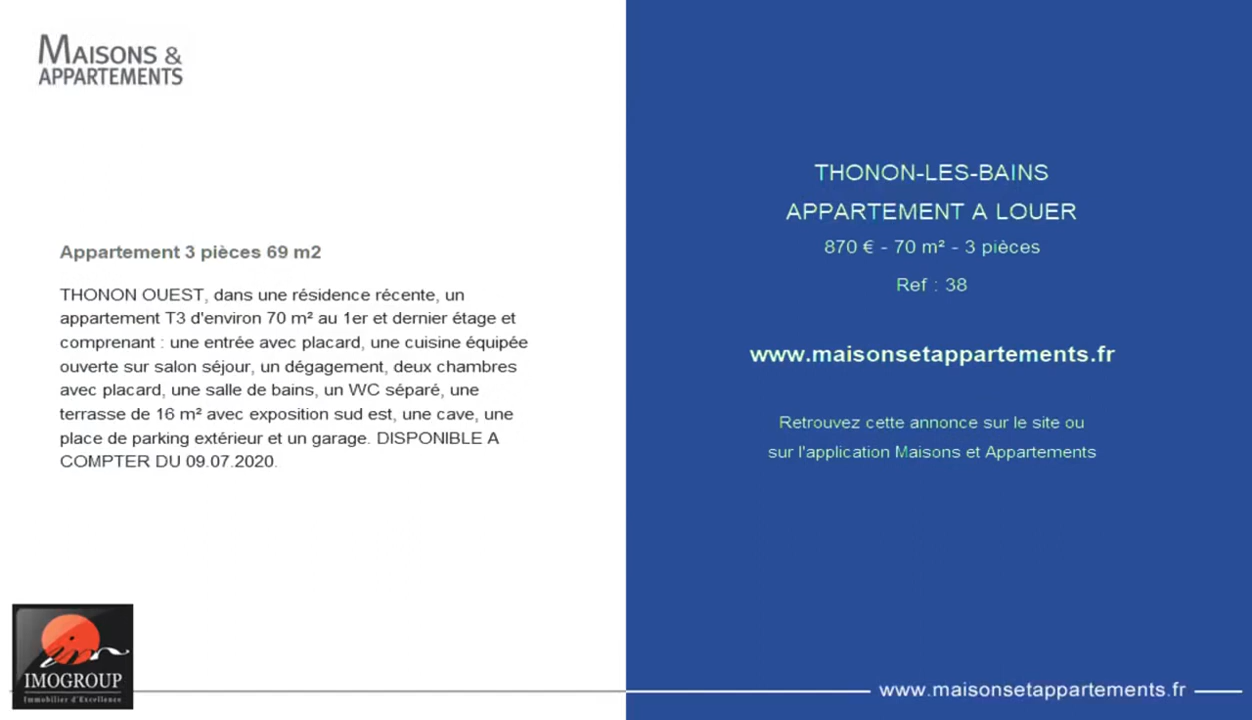 MAISONS &
APPARTEMENTS
Appartement 3 pièces 69 m2
THONON OUEST, dans une résidence récente, un
appartement T3 d'environ 70 m² au 1er et dernier étage et
comprenant : une entrée avec placard, une cuisine équipée
ouverte sur salon séjour, un dégagement, deux chambres
avec placard, une salle de bains, un WC séparé, une
terrasse de 16 m² avec exposition sud est, une cave, une
place de parking extérieur et un garage. DISPONIBLE A
COMPTER DU 09.07.2020.
IMOGROUP
Immobilier d'Excellence
THONON-LES-BAINS
APPARTEMENT A LOUER
870 € - 70 m² - 3 pièces
Ref : 38
www.maisonsetappartements.fr
Retrouvez cette annonce sur le site ou
sur l'application Maisons et Appartements
www.maisonsetappartements.fr